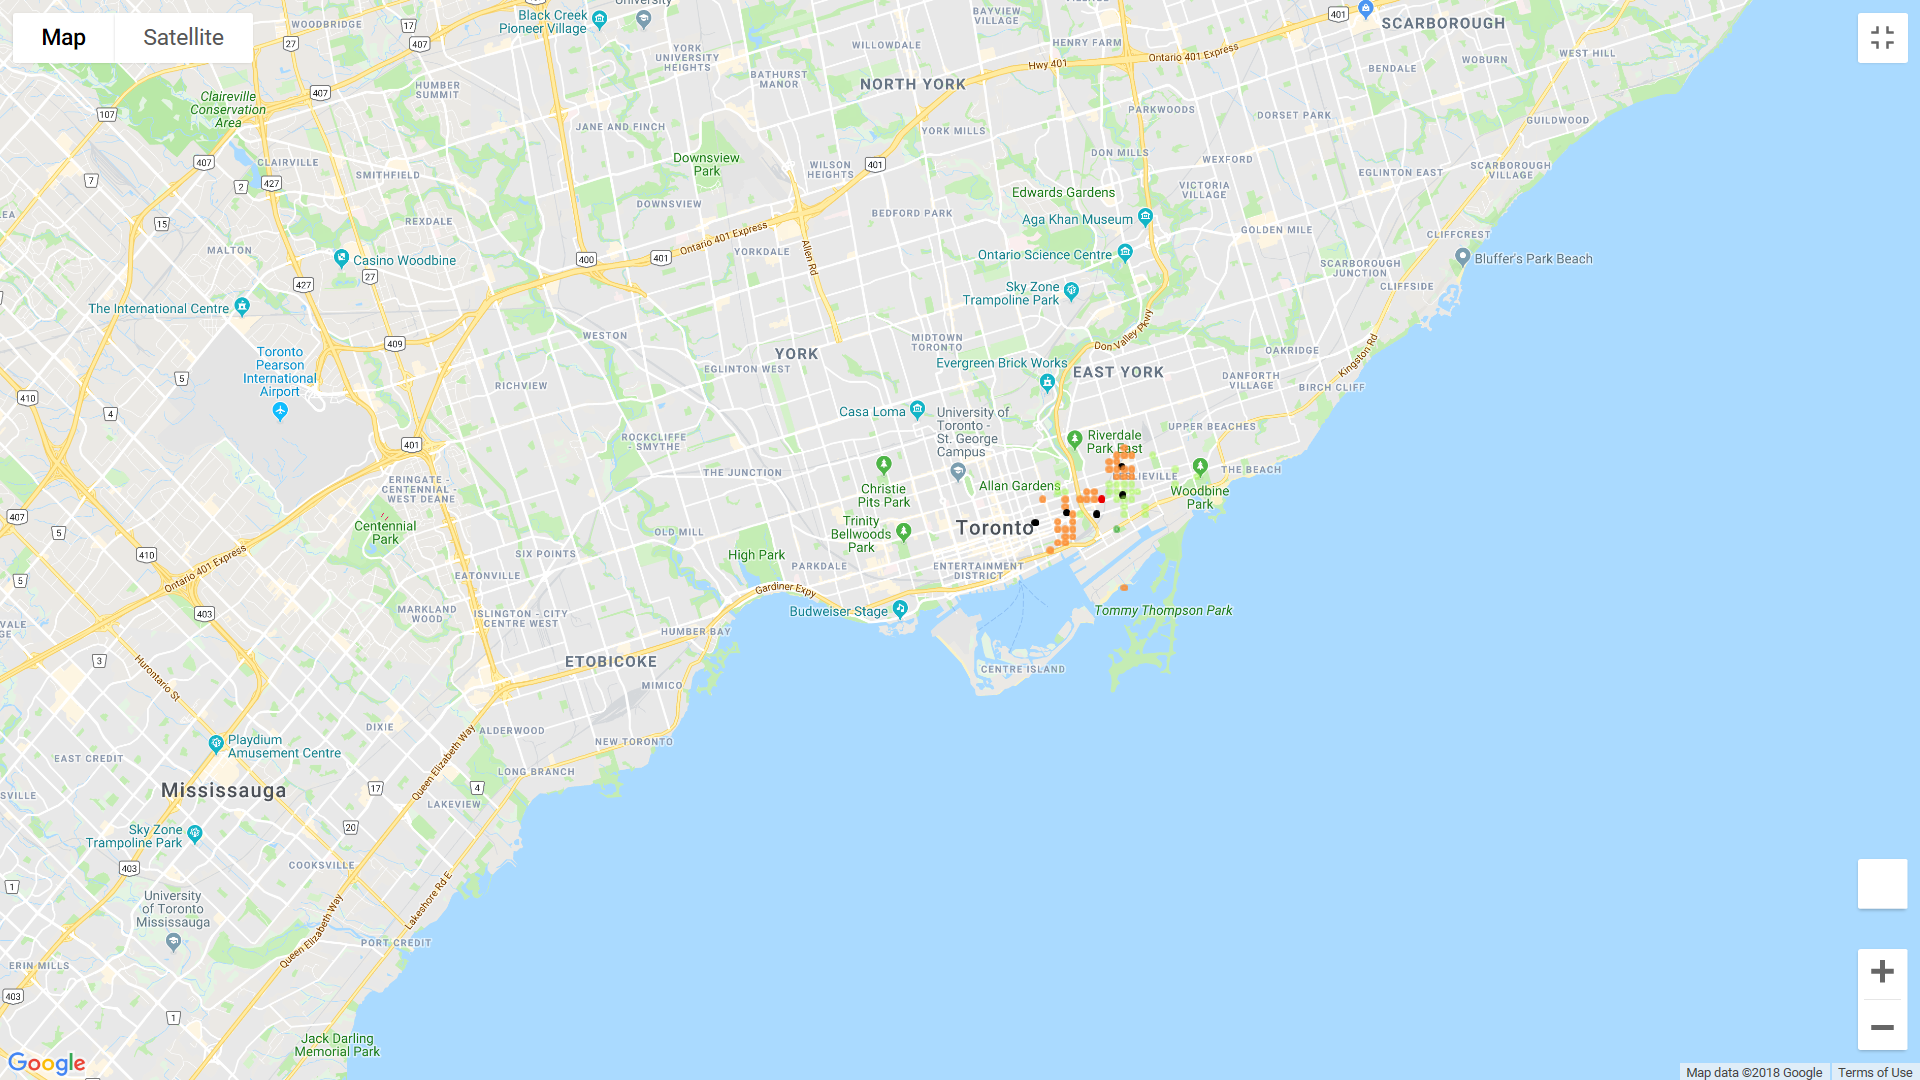 Map
Satellite
Black Creek
Pioneer Village
University
WOODBRIDGE
BAYVIEW
VILLAGE
SCARBOROUGH
WEST HILL
WOBURN
BENDALE
HENRY FARM
WILLOWDALE
YORK
UNIVERSITY
HEIGHTS
BATHURST
MANOR
NORTH YORK
Hwy 401
Ontario 401 Express
HUMBER
SUMMIT
Claireville
Conservation
Area
JANE AND FINCH
YORK MILLS
PARKWOODS
DORSET PARK
GUILDWOOD
CLAIRVILLE
SMITHFIELD
Downsview
Park
WILSON
HEIGHTS
DON MILLS
WEXFORD
SCARBOROUGH
VILLAGE
EGLINTON EAST
Edwards Gardens
VICTORIA
VILLAGE
DOWNSVIEW
BEDFORD PARK
Aga Khan Museum
REXDALE
GOLDEN MILE
CLIFFCREST
MALTON
Casino Woodbine
Ontario 401 Express
YORKDALE
Allen Rd
Ontario Science Centre
Bluffer's Park Beach
SCARBOROUGH
JUNCTION
CLIFFSIDE
Sky Zone
Trampoline Park
The International Centre
WESTON
MIDTOWN
TORONTO
Don Valley Pkwy
Kingston Rd
Toronto
Pearson
International
Airport
YORK
EGLINTON WEST
Evergreen Brick Works
EAST YORK
OAKRIDGE
DANFORTH
VILLAGE
BIRCH CLIFF
RICHVIEW
Casa Loma
University of
Toronto -
St. George
Campus
UPPER BEACHES
ROCKCLIFFE
- SMYTHE
Riverdale
Park East
THE JUNCTION
THE BEACH
ERINGATE -
CENTENNIAL -
WEST DEANE
Christie
Pits Park
Allan Gardens
Woodbine
Park
Centennial
Park
OLD MILL
Trinity
Bellwoods
Park
Toronto
SIX POINTS
High Park
PARKDALE
ENTERTAINMENT
DISTRICT
Ontario 401 Express
EATONVILLE
Gardiner Expy
MARKLAND
WOOD
ISLINGTON - CITY
CENTRE WEST
Budweiser Stage
Tommy Thompson Park
HUMBER BAY
ETOBICOKE
CENTRE ISLAND
MIMICO
Hurontario St
DIXIE
ALDERWOOD
NEW TORONTO
Playdium
Amusement Centre
EAST CREDIT
Queen Elizabeth Way
LONG BRANCH
Mississauga
LAKEVIEW
Sky Zone
Trampoline Park
COOKSVILLE
University
of Toronto
Mississauga
Lakeshore Rd E
Queen Elizabeth Way
PORT CREDIT
ERIN MILLS
Jack Darling
Memorial Park
Google
Map data ©2018 Google
Terms of Use